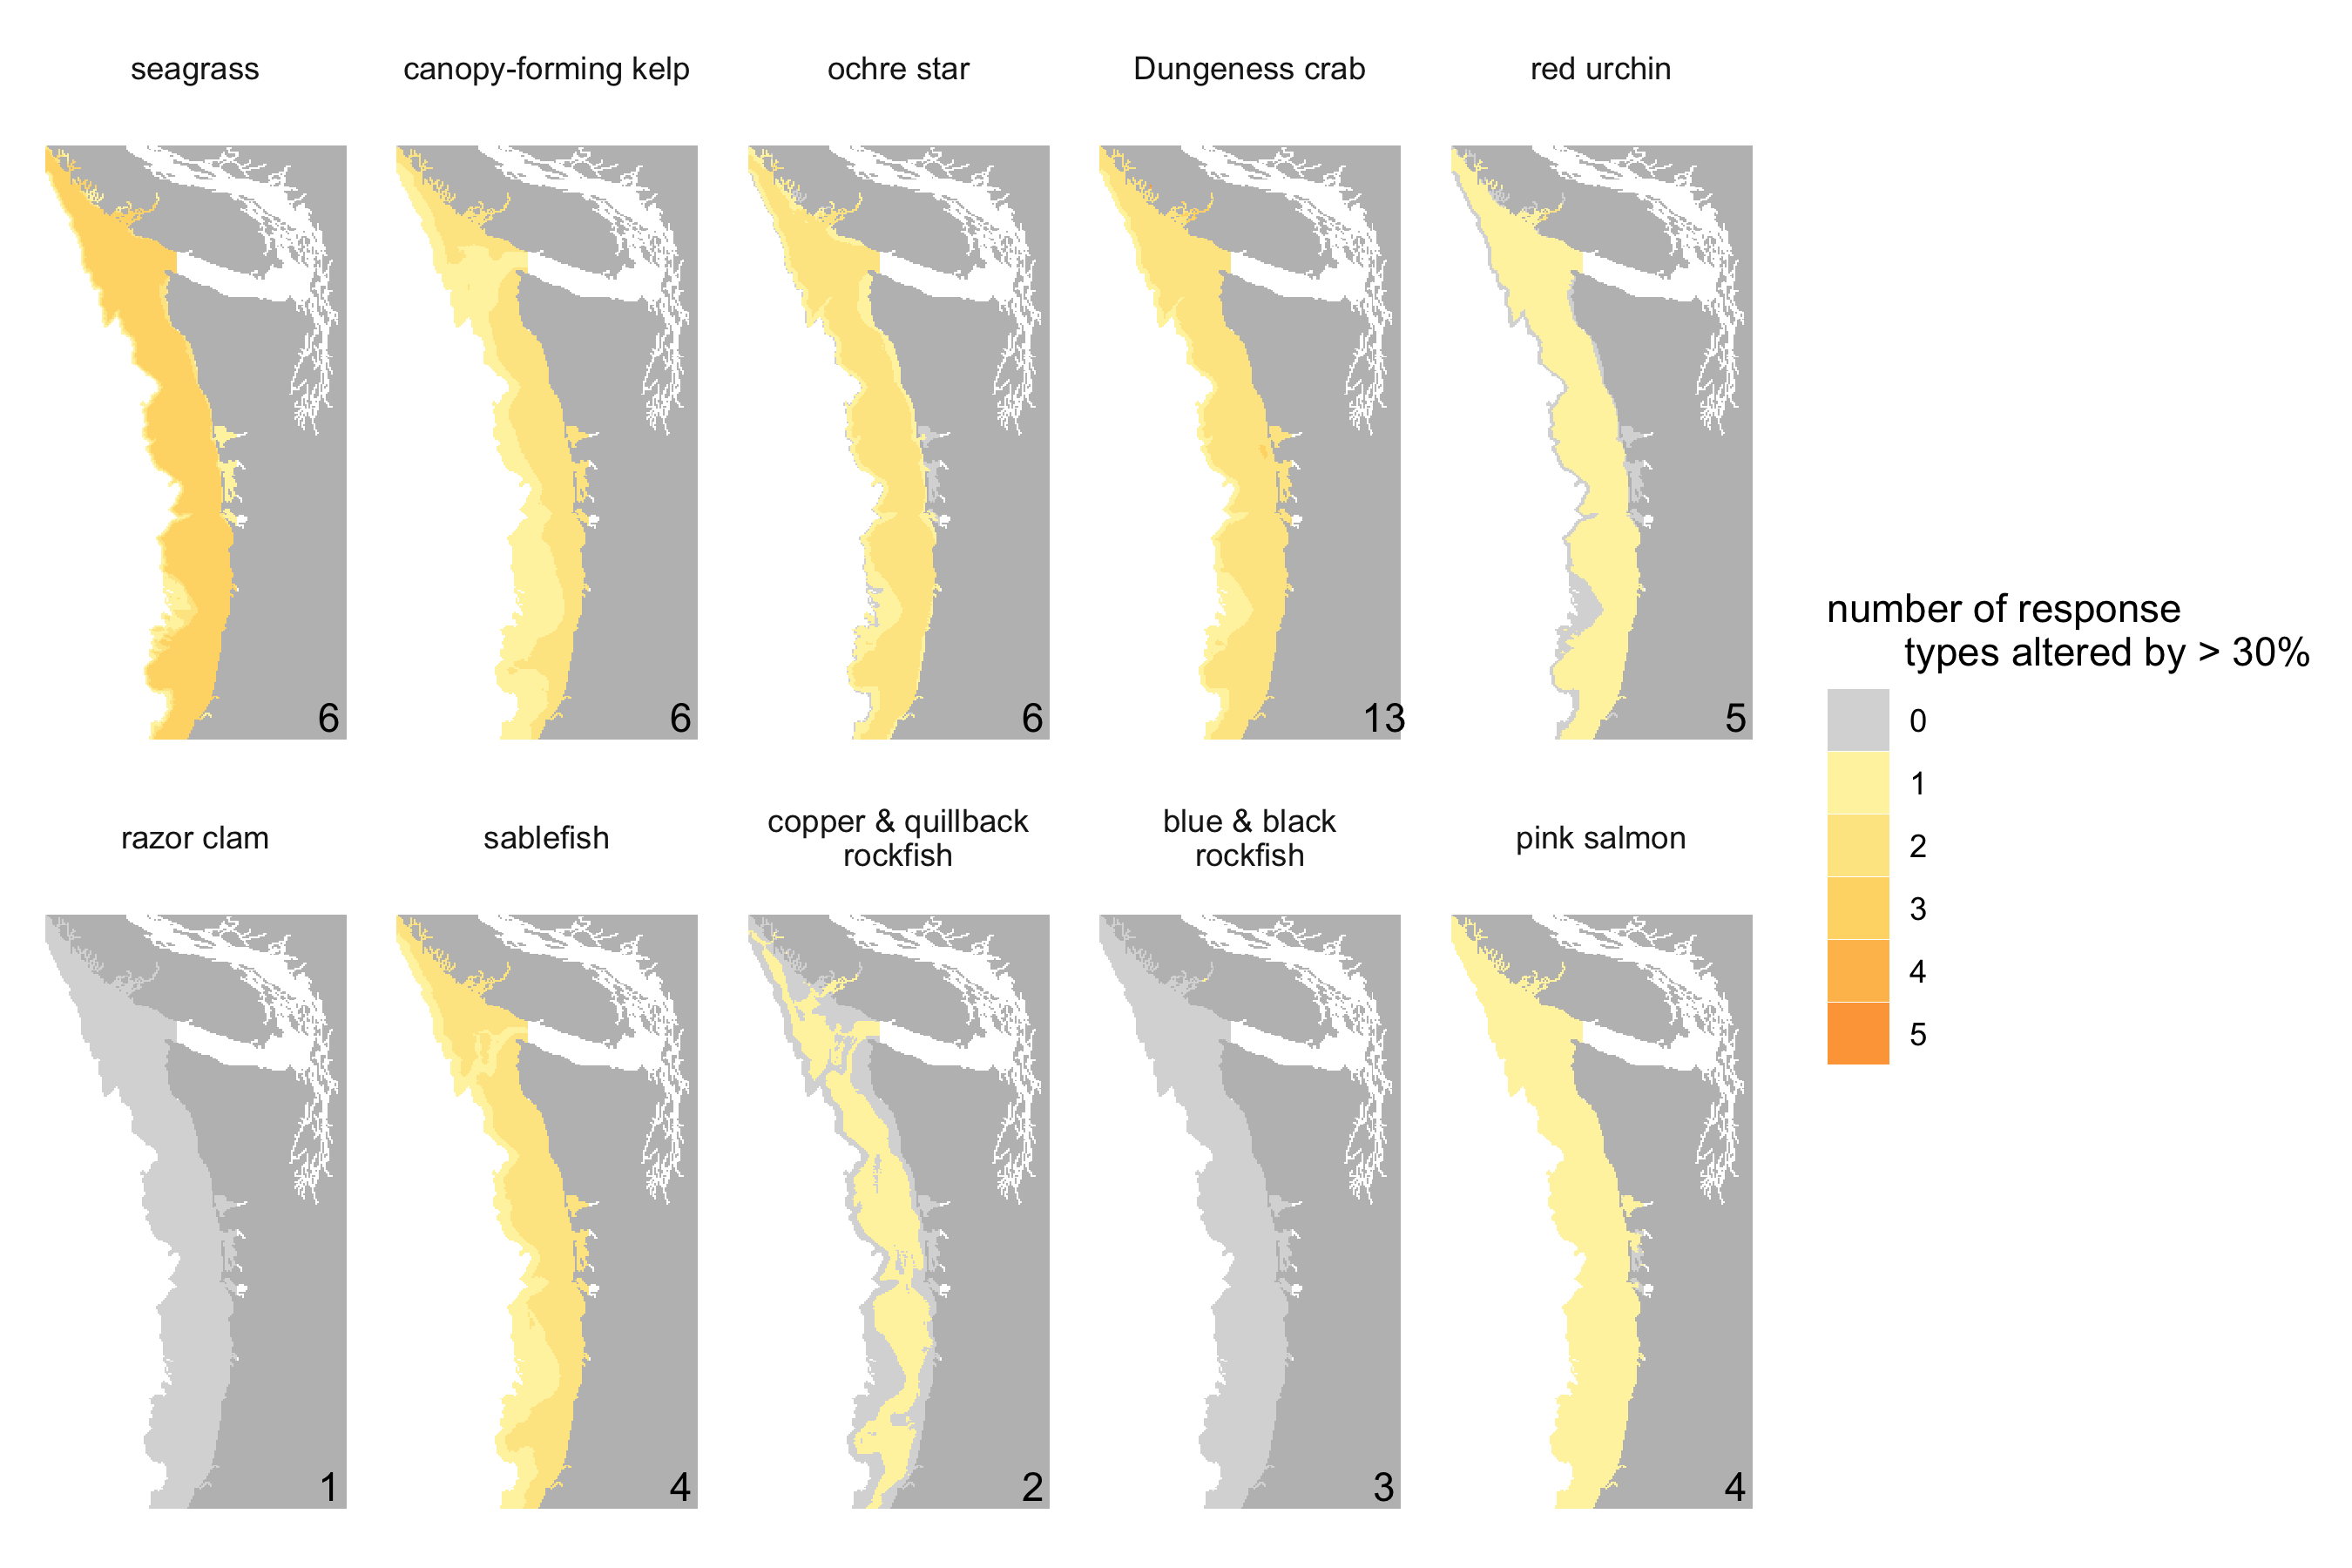 seagrass
canopy-forming kelp
ochre star
Dungeness crab
red urchin
6
6
6
13
5
razor clam
sablefish
copper & quillback
rockfish
blue & black
rockfish
pink salmon
1
4
2
3
4
number of response
types altered by > 30%
0
1
2
3
4
5